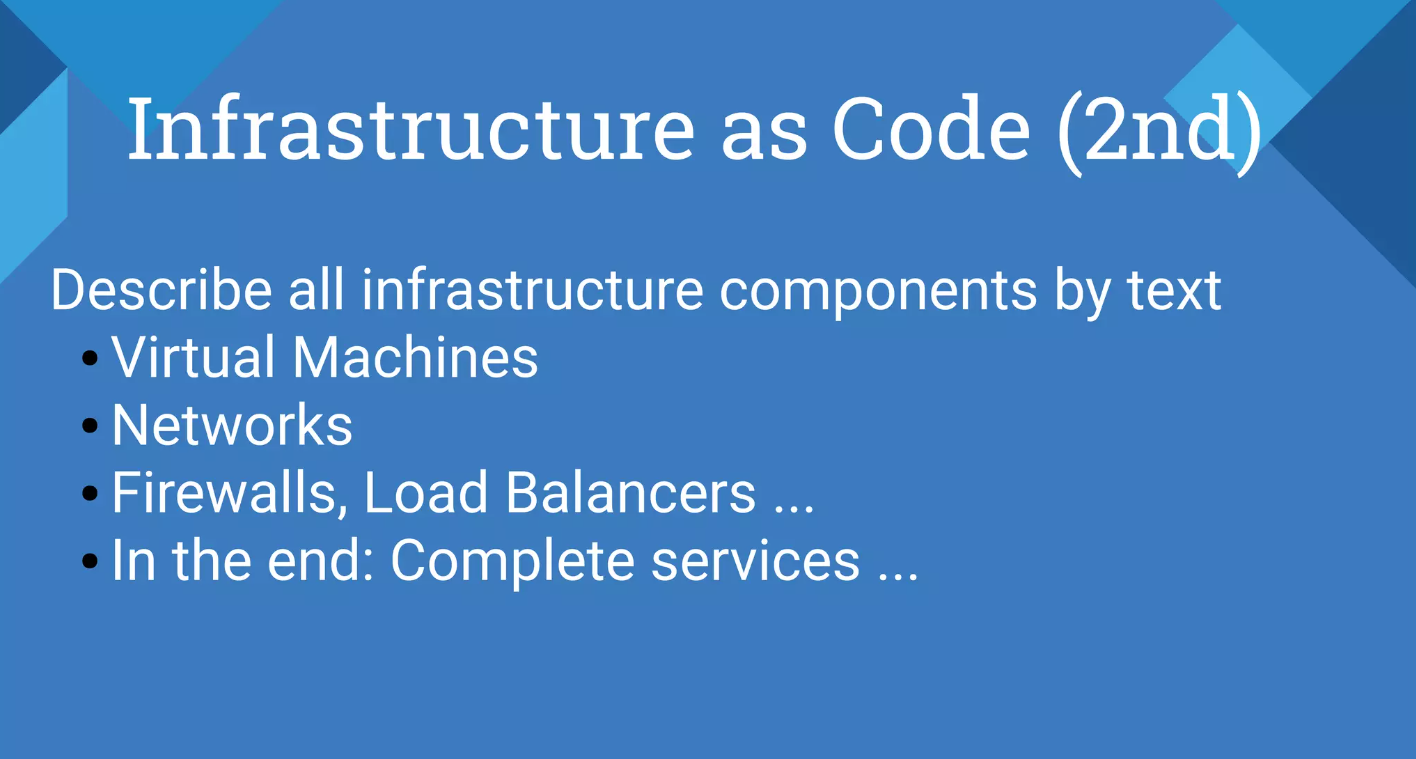 Infrastructure as Code (2nd)
Describe all infrastructure components by text
• Virtual Machines
• Networks
• Firewalls, Load Balancers ...
• In the end: Complete services ...